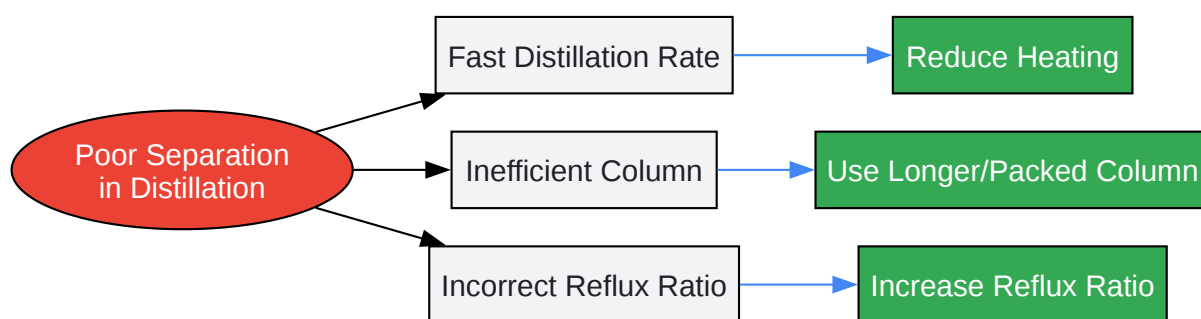 Fast Distillation Rate
Reduce Heating
Poor Separation
in Distillation
Inefficient Column
Use Longer/Packed Column
Incorrect Reflux Ratio
Increase Reflux Ratio